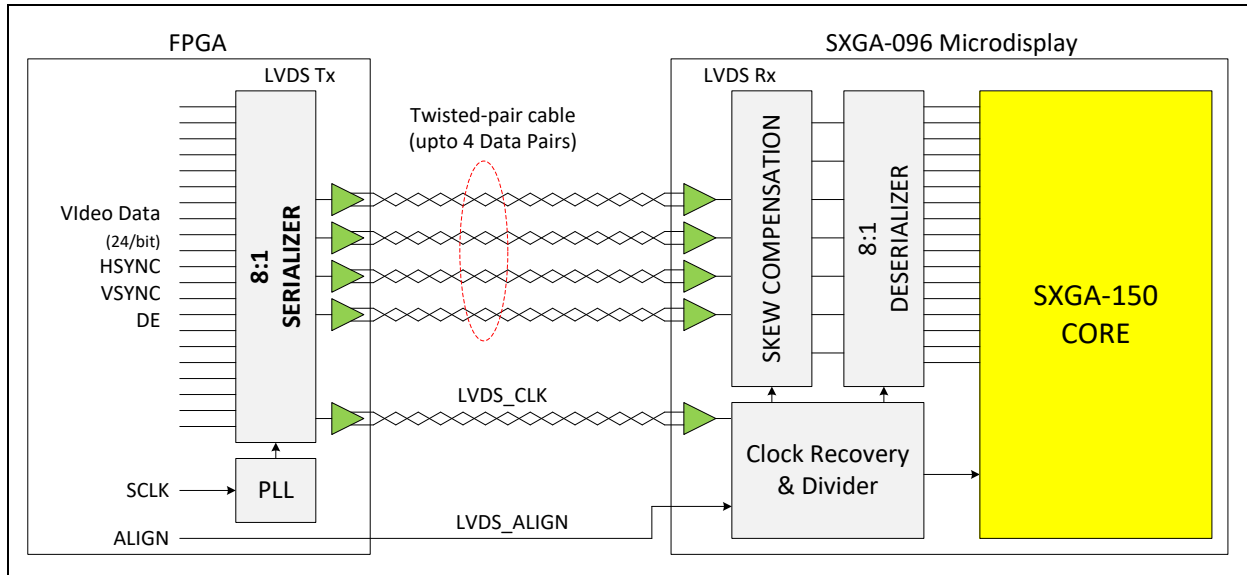 FPGA
SXGA-096 Microdisplay
LVDS Tx
LVDS Rx
Twisted-pair cable
(upto 4 Data Pairs)
VIdeo Data
(24/bit)
HSYNC
VSYNC
DE
8:1
SERIALIZER
SKEW COMPENSATION
8:1
DESERIALIZER
SXGA-150
CORE
LVDS_CLK
Clock Recovery
& Divider
SCLK
PLL
ALIGN
LVDS_ALIGN